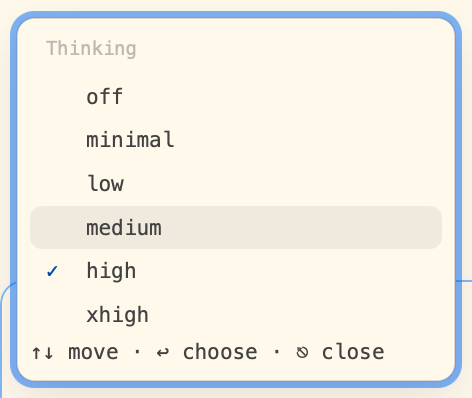 Thinking
off
minimal
low
medium
✓ high
xhigh
↑↓ move · ↩ choose · ⎋ close